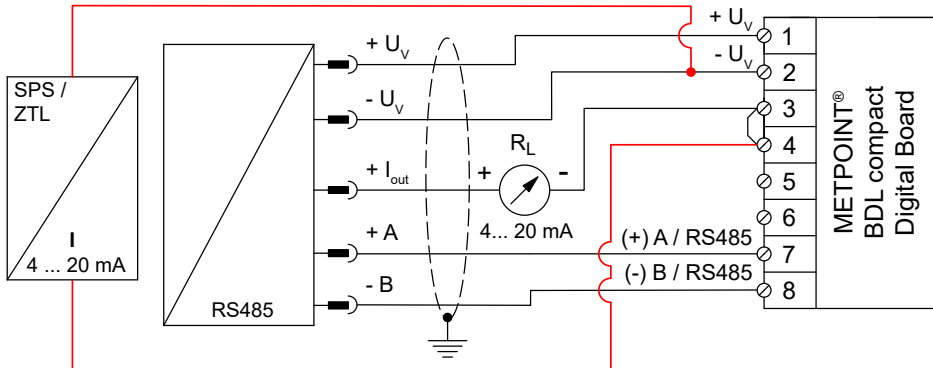 SPS /
ZTL
I
4 ... 20 mA
RS485
+ Uv
- Uv
+ Iout
+ A
- B
RL
+ -
4... 20 mA
+ Uv
- Uv
(+) A / RS485
(-) B / RS485
1
2
3
4
5
6
7
8
METPOINT®
BDL compact
Digital Board